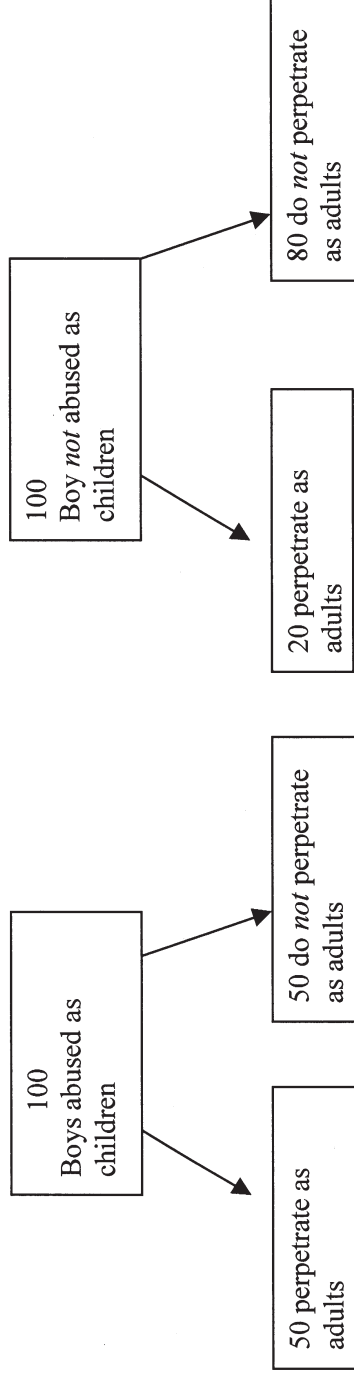 100
Boys abused as
children
50 perpetrate as
adults
50 do not perpetrate
as adults
100
Boy not abused as
children
20 perpetrate as
adults
80 do not perpetrate
as adults